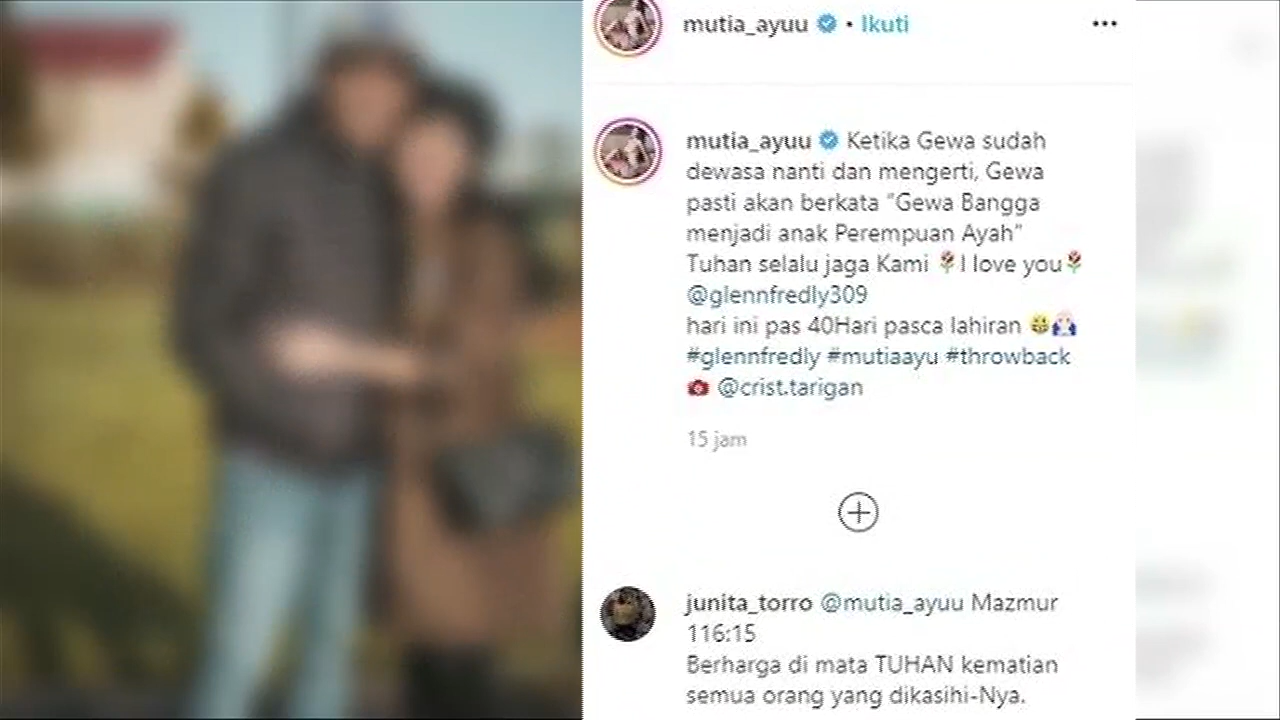 mutia_ayuu • Ikuti
mutia_ayuu Ketika Gewa sudah
dewasa nanti dan mengerti, Gewa
pasti akan berkata "Gewa Bangga
menjadi anak Perempuan Ayah"
Tuhan selalu jaga Kami 🌹I love you🌹
@glennfredly309
hari ini pas 40Hari pasca lahiran
#glennfredly #mutiaayu #throwback
@crist.tarigan
15 jam
junita_torro @mutia_ayuu Mazmur
116:15
Berharga di mata TUHAN kematian
semua orang yang dikasihi-Nya.